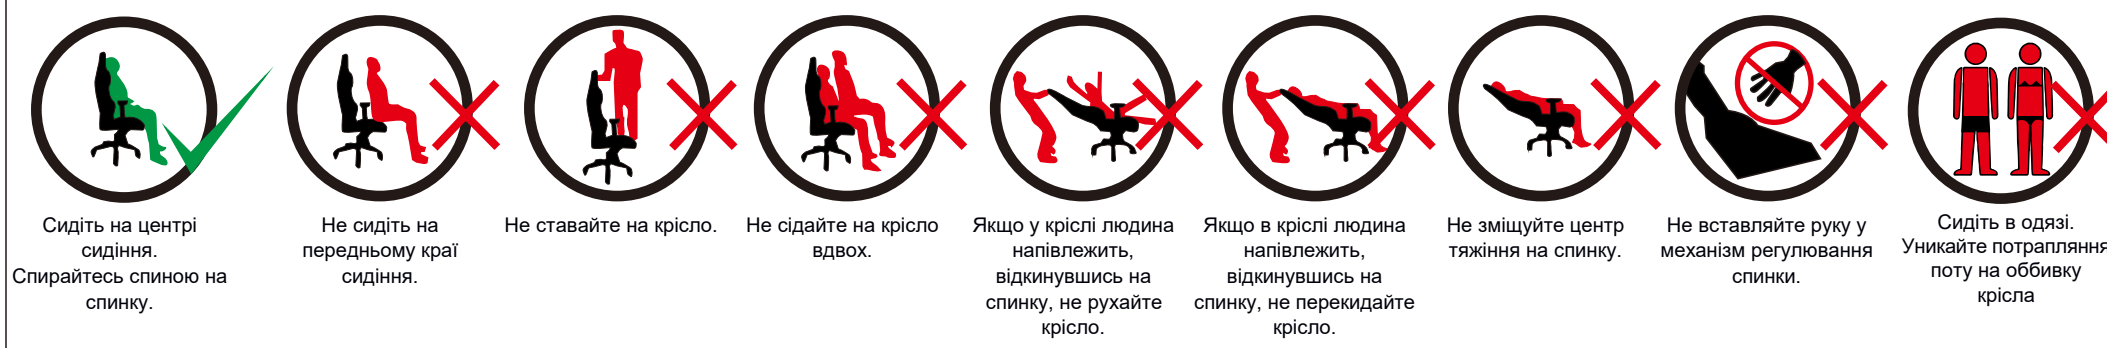 Сидіть на центрі
сидіння.
Спирайтесь спиною на
спинку.
Не сидіть на
передньому краї
сидіння.
Не ставайте на крісло.
Не сідайте на крісло
вдвох.
Якщо у кріслі людина
напівлежить,
відкинувшись на
спинку, не рухайте
крісло.
Якщо в кріслі людина
напівлежить,
відкинувшись на
спинку, не перекидайте
крісло.
Не зміщуйте центр
тяжіння на спинку.
Не вставляйте руку у
механізм регулювання
спинки.
Сидіть в одязі.
Уникайте потрапляння
поту на оббивку
крісла